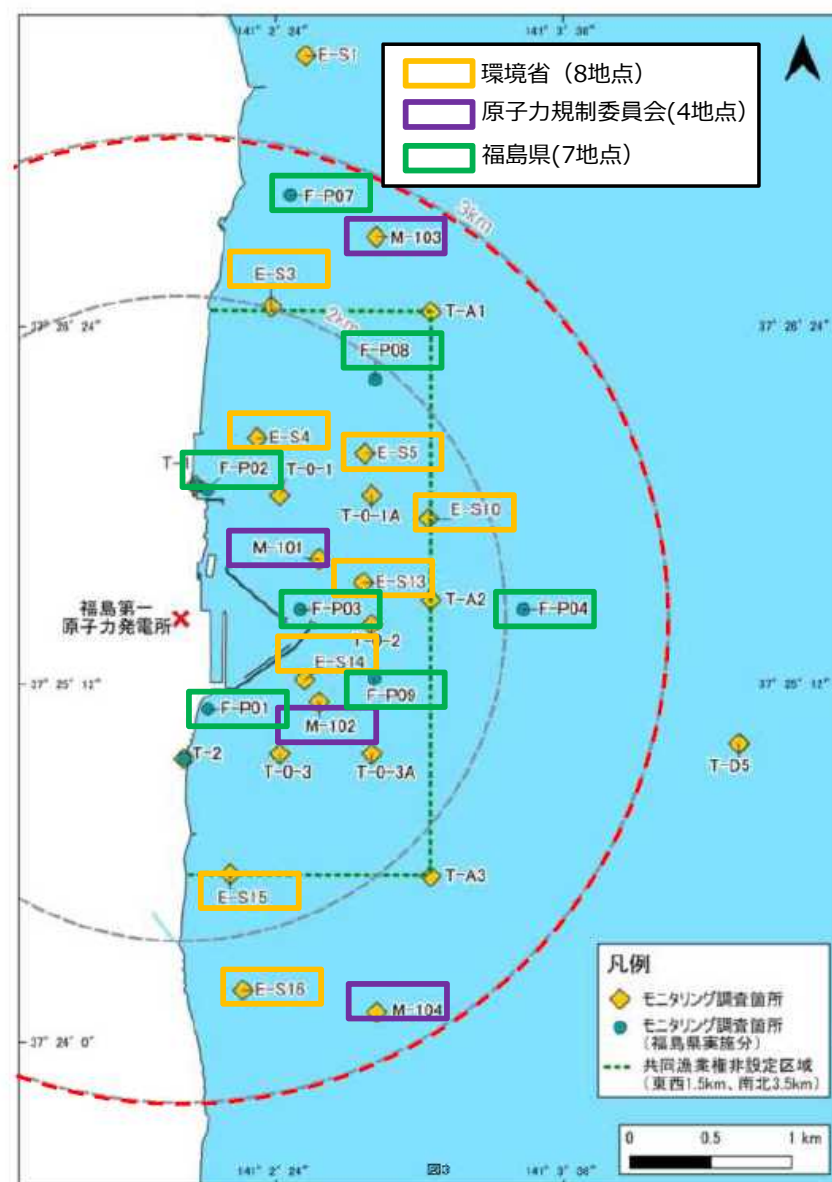 141° 2′ 24″
141° 3′ 36″
E-S1
環境省（8地点）
原子力規制委員会(4地点）
福島県(7地点）
F-P07
3km
M-103
E-S3
T-A1
37° 26′ 24″
2km
37° 26′ 24″
F-P08
E-S4
E-S5
T-1
F-P02
T-0-1
T-0-1A
E-S10
M-101
E-S13
福島第一
原子力発電所
F-P03
T-A2
F-P04
T-0-2
E-S14
37° 25′ 12″
F-P09
37° 25′ 12″
F-P01
M-102
T-2
T-0-3
T-0-3A
T-D5
T-A3
E-S15
凡例
E-S16
モニタリング調査箇所
M-104
モニタリング調査箇所
（福島県実施分）
37° 24′ 0″
共同漁業権非設定区域
（東西1.5km、南北3.5km）
0 0.5 1 km
141° 2′ 24″
図3
141° 3′ 36″